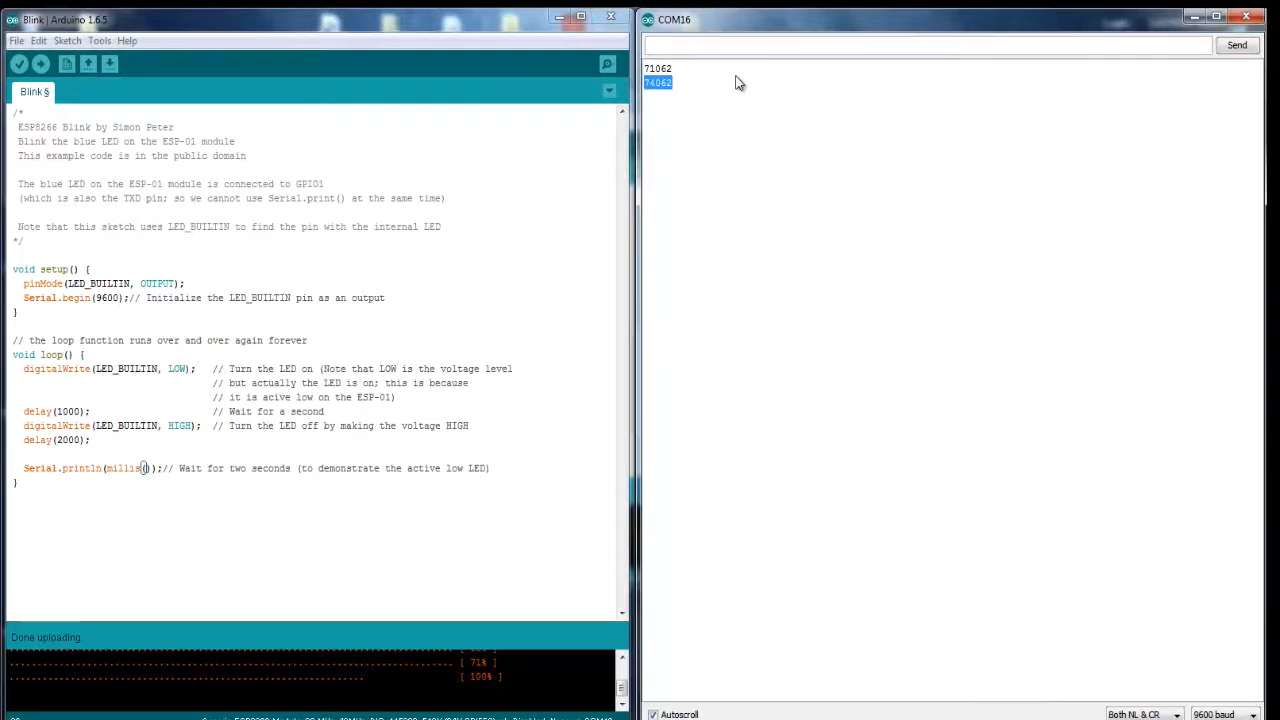 Blink | Arduino 1.6.5
File Edit Sketch Tools Help
Blink §
/*
ESP8266 Blink by Simon Peter
Blink the blue LED on the ESP-01 module
This example code is in the public domain
The blue LED on the ESP-01 module is connected to GPIO1
(which is also the TXD pin; so we cannot use Serial.print() at the same time)
Note that this sketch uses LED_BUILTIN to find the pin with the internal LED
*/
void setup() {
pinMode(LED_BUILTIN, OUTPUT);
Serial.begin(9600);// Initialize the LED_BUILTIN pin as an output
}
// the loop function runs over and over again forever
void loop() {
digitalWrite(LED_BUILTIN, LOW); // Turn the LED on (Note that LOW is the voltage level
// but actually the LED is on; this is because
// it is acive low on the ESP-01)
delay(1000); // Wait for a second
digitalWrite(LED_BUILTIN, HIGH); // Turn the LED off by making the voltage HIGH
delay(2000);
Serial.println(millis());// Wait for two seconds (to demonstrate the active low LED)
}
Done uploading.
[ 71% ]
[ 100% ]
COM16
Send
71062
74062
Autoscroll
Both NL & CR
9600 baud